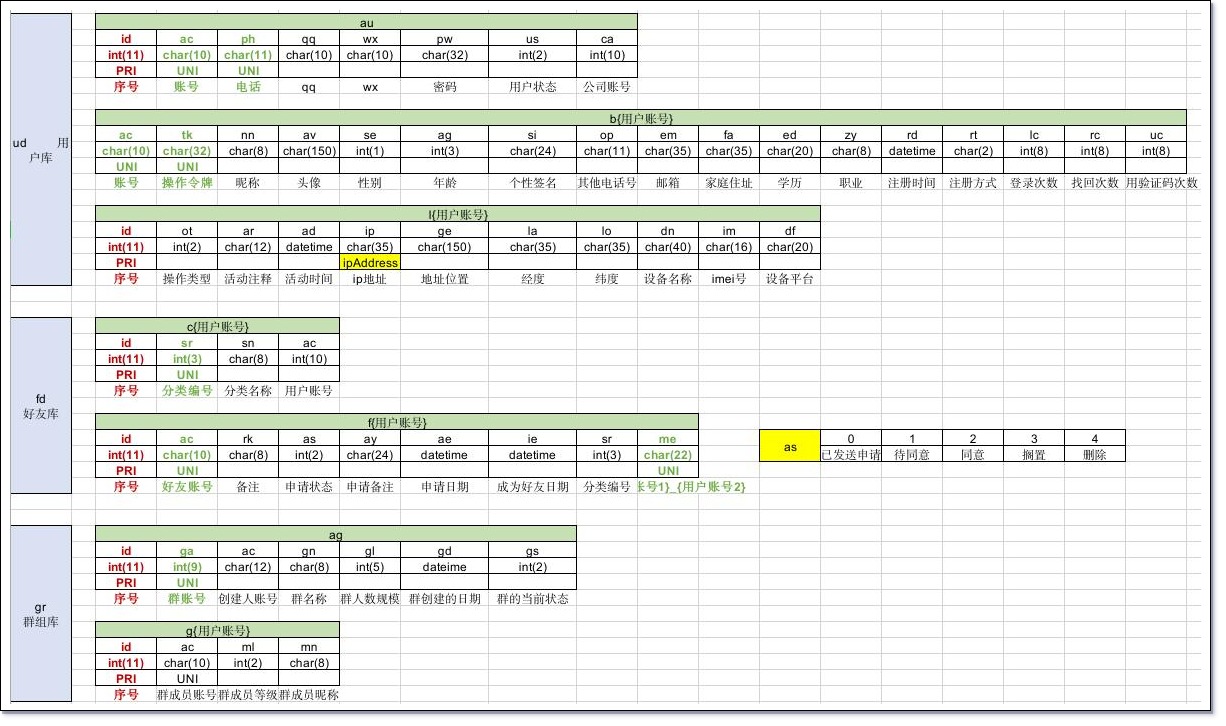 au
id ac ph qq wx pw us ca
int(11) char(10) char(11) char(10) char(10) char(32) int(2) int(10)
PRI UNI UNI
序号 账号 电话 qq wx 密码 用户状态 公司账号
b{用户账号}
ud 用
户库
ac tk nn av se ag si op em fa ed zy rd rt lc rc uc
char(10) char(32) char(8) char(150) int(1) int(3) char(24) char(11) char(35) char(35) char(20) char(8) datetime char(2) int(8) int(8) int(8)
UNI UNI
账号 操作令牌 昵称 头像 性别 年龄 个性签名 其他电话号 邮箱 家庭住址 学历 职业 注册时间 注册方式 登录次数 找回次数 用验证码次数
l{用户账号}
id ot ar ad ip ge la lo dn im df
int(11) int(2) char(12) datetime char(35) char(150) char(35) char(35) char(40) char(16) char(20)
PRI ipAddress
序号 操作类型 活动注释 活动时间 ip地址 地址位置 经度 纬度 设备名称 imei号 设备平台
c{用户账号}
id sr sn ac
int(11) int(3) char(8) int(10)
PRI UNI
序号 分类编号 分类名称 用户账号
fd
好友库
f{用户账号}
id ac rk as ay ae ie sr me
int(11) char(10) char(8) int(2) char(24) datetime datetime int(3) char(22)
PRI UNI UNI
序号 好友账号 备注 申请状态 申请备注 申请日期 成为好友日期 分类编号 账号1}_{用户账号2}
as 0 1 2 3 4
已发送申请 待同意 同意 搁置 删除
ag
id ga ac gn gl gd gs
int(11) int(9) char(12) char(8) int(5) dateime int(2)
PRI UNI
序号 群账号 创建人账号 群名称 群人数规模 群创建的日期 群的当前状态
gr
群组库
g{用户账号}
id ac ml mn
int(11) char(10) int(2) char(8)
PRI UNI
序号 群成员账号 群成员等级 群成员昵称